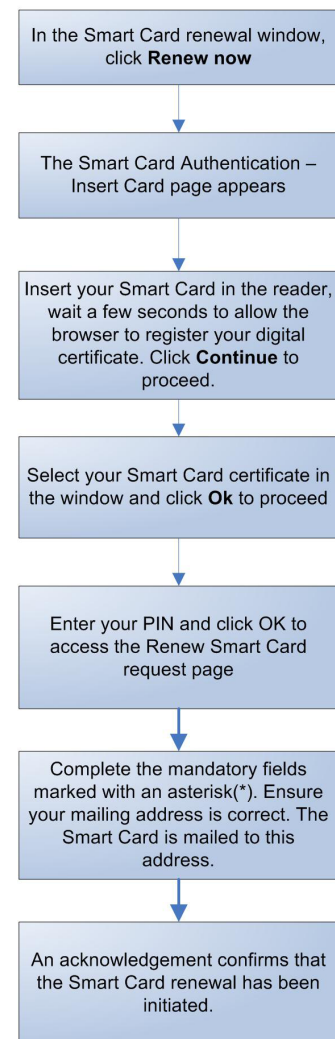 In the Smart Card renewal window,
click Renew now
The Smart Card Authentication –
Insert Card page appears
Insert your Smart Card in the reader,
wait a few seconds to allow the
browser to register your digital
certificate. Click Continue to
proceed.
Select your Smart Card certificate in
the window and click Ok to proceed
Enter your PIN and click OK to
access the Renew Smart Card
request page
Complete the mandatory fields
marked with an asterisk(*). Ensure
your mailing address is correct. The
Smart Card is mailed to this
address.
An acknowledgement confirms that
the Smart Card renewal has been
initiated.